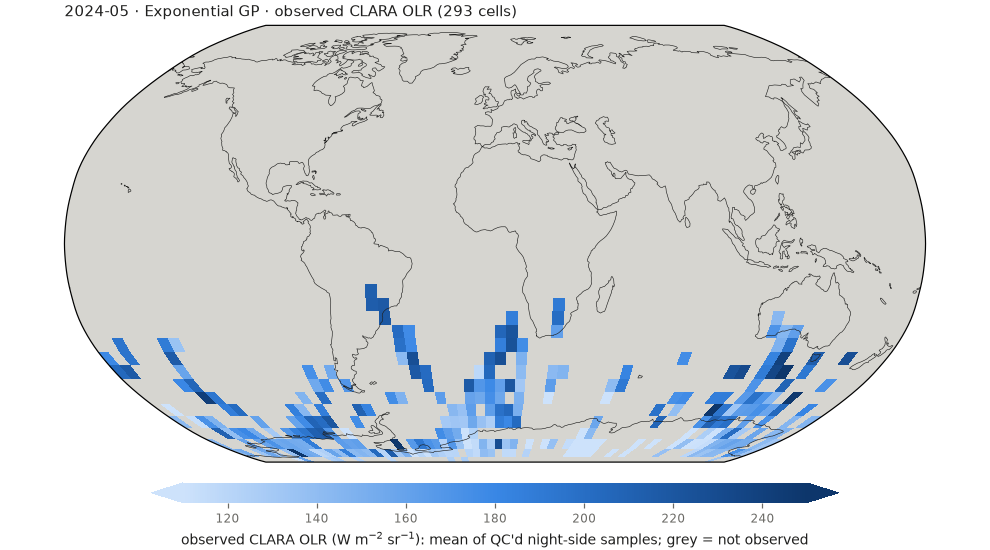 2024-05 · Exponential GP · observed CLARA OLR (293 cells)
120 140 160 180 200 220 240
observed CLARA OLR (W m⁻² sr⁻¹): mean of QC'd night-side samples; grey = not observed